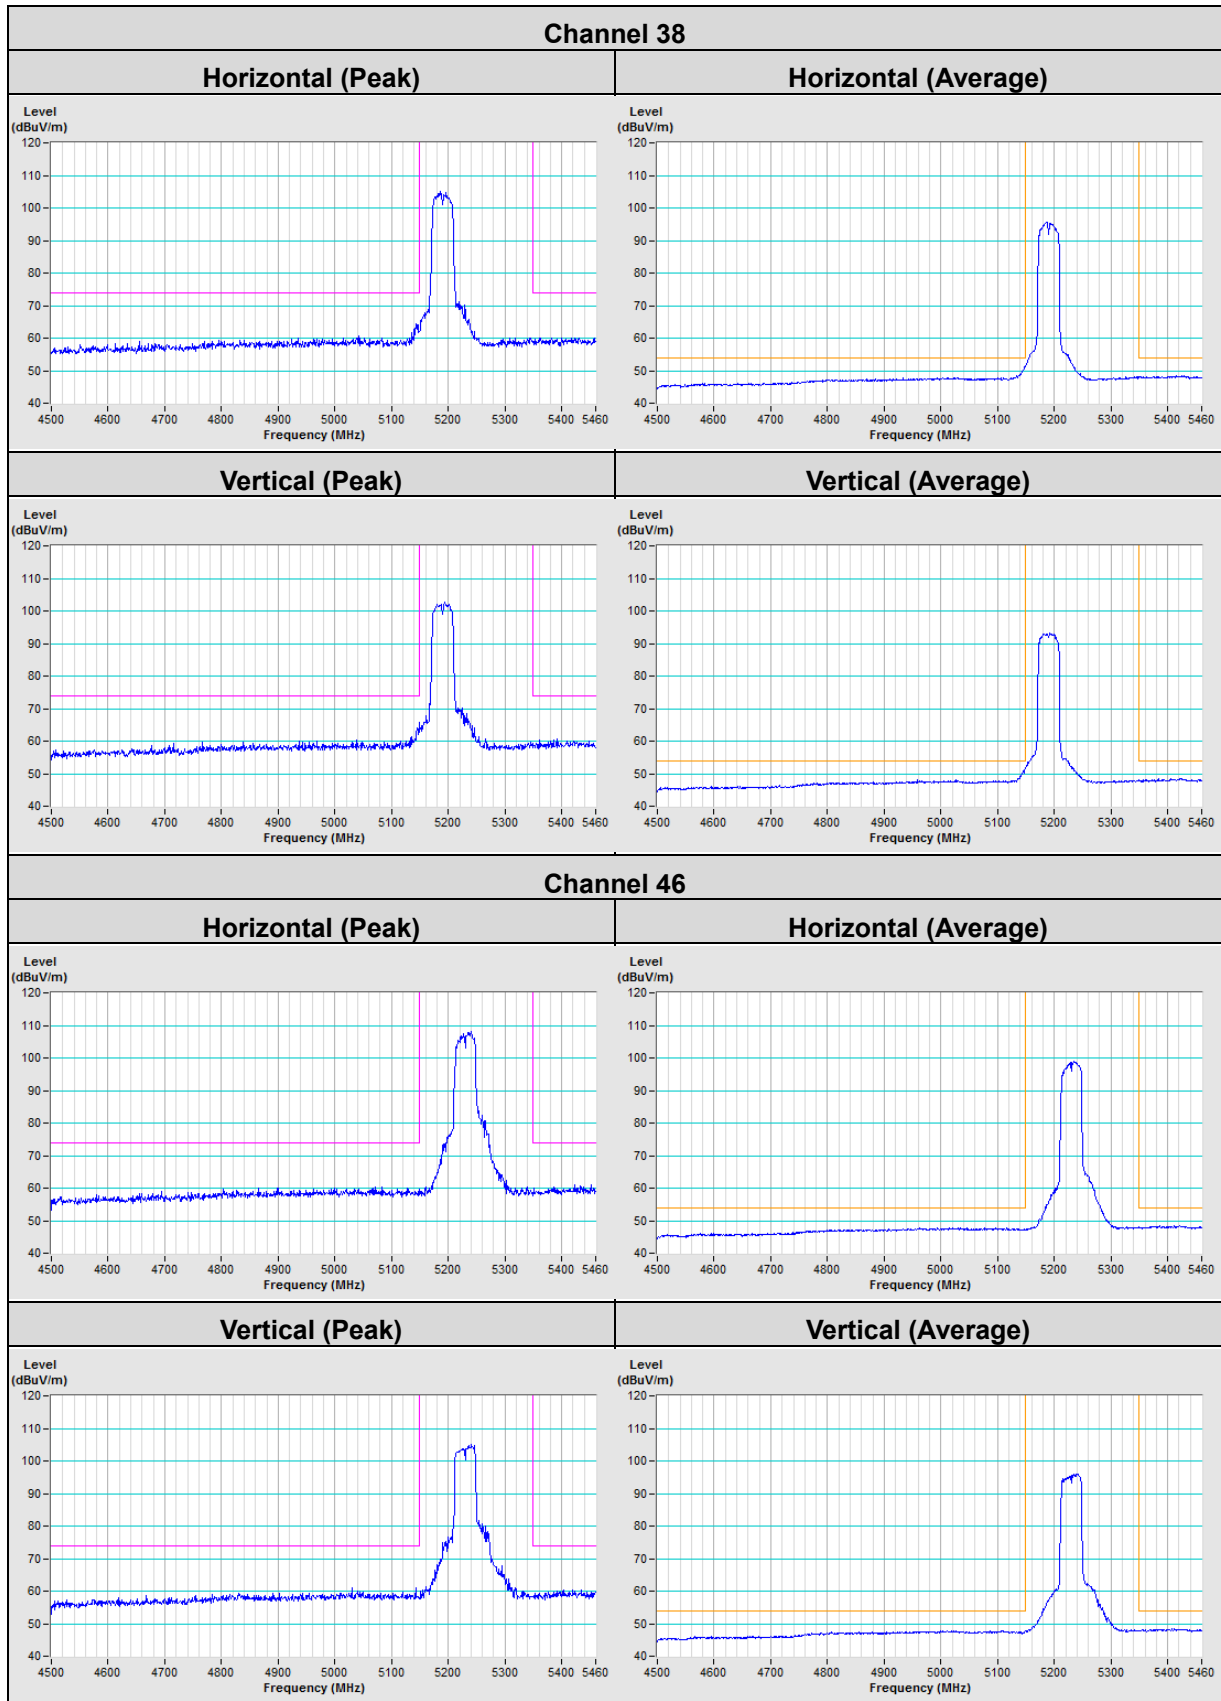 Channel 38
Horizontal (Peak) Horizontal (Average)
Level Level
(dBuV/m) (dBuV/m)
120 120
110 110
100 100
90 90
80 80
70 70
60 60
50 50
40 40
4500 4600 4700 4800 4900 5000 5100 5200 5300 5400 5460 4500 4600 4700 4800 4900 5000 5100 5200 5300 5400 5460
Frequency (MHz) Frequency (MHz)
Vertical (Peak) Vertical (Average)
Level Level
(dBuV/m) (dBuV/m)
120 120
110 110
100 100
90 90
80 80
70 70
60 60
50 50
40 40
4500 4600 4700 4800 4900 5000 5100 5200 5300 5400 5460 4500 4600 4700 4800 4900 5000 5100 5200 5300 5400 5460
Frequency (MHz) Frequency (MHz)
Channel 46
Horizontal (Peak) Horizontal (Average)
Level Level
(dBuV/m) (dBuV/m)
120 120
110 110
100 100
90 90
80 80
70 70
60 60
50 50
40 40
4500 4600 4700 4800 4900 5000 5100 5200 5300 5400 5460 4500 4600 4700 4800 4900 5000 5100 5200 5300 5400 5460
Frequency (MHz) Frequency (MHz)
Vertical (Peak) Vertical (Average)
Level Level
(dBuV/m) (dBuV/m)
120 120
110 110
100 100
90 90
80 80
70 70
60 60
50 50
40 40
4500 4600 4700 4800 4900 5000 5100 5200 5300 5400 5460 4500 4600 4700 4800 4900 5000 5100 5200 5300 5400 5460
Frequency (MHz) Frequency (MHz)